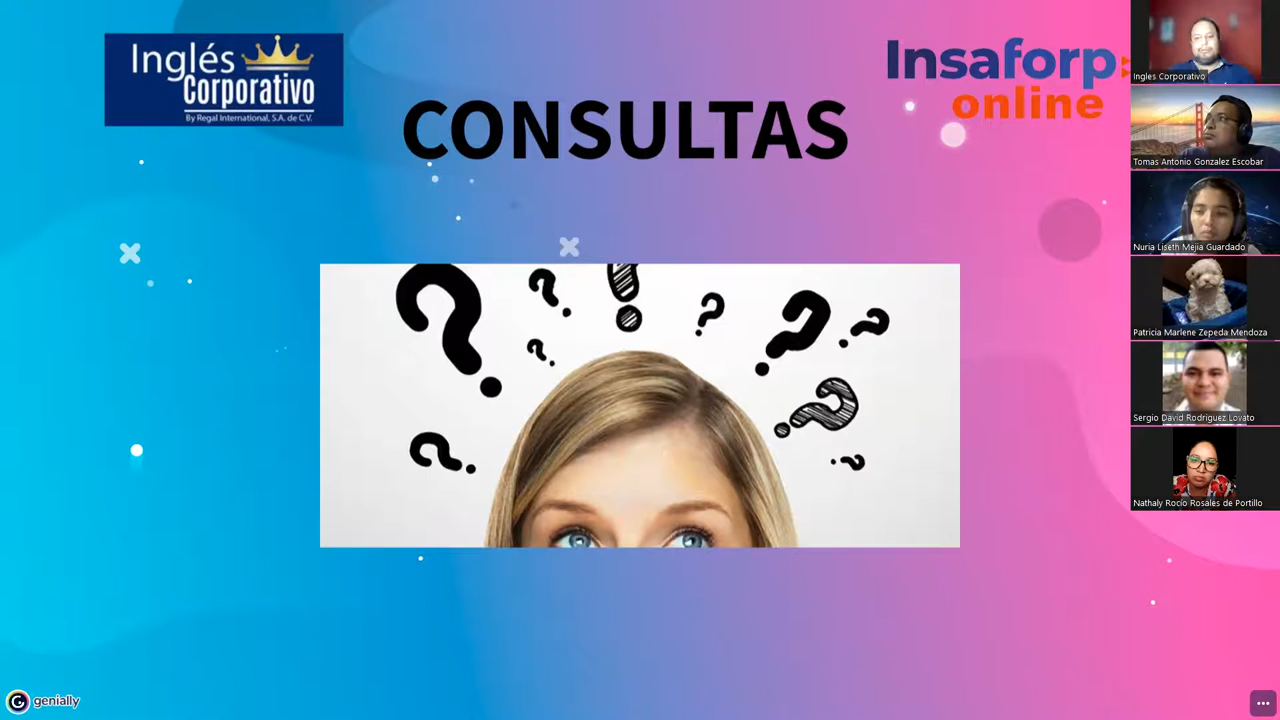 Inglés
Corporativo
By Regal International, S.A. de C.V.
Insaforp
online
CONSULTAS
Ingles Corporativo
Tomas Antonio Gonzalez Escobar
Nuria Liseth Mejia Guardado
Patricia Marlene Zepeda Mendoza
Sergio David Rodriguez Lovato
Nathaly Rocío Rosales de Portillo
genially